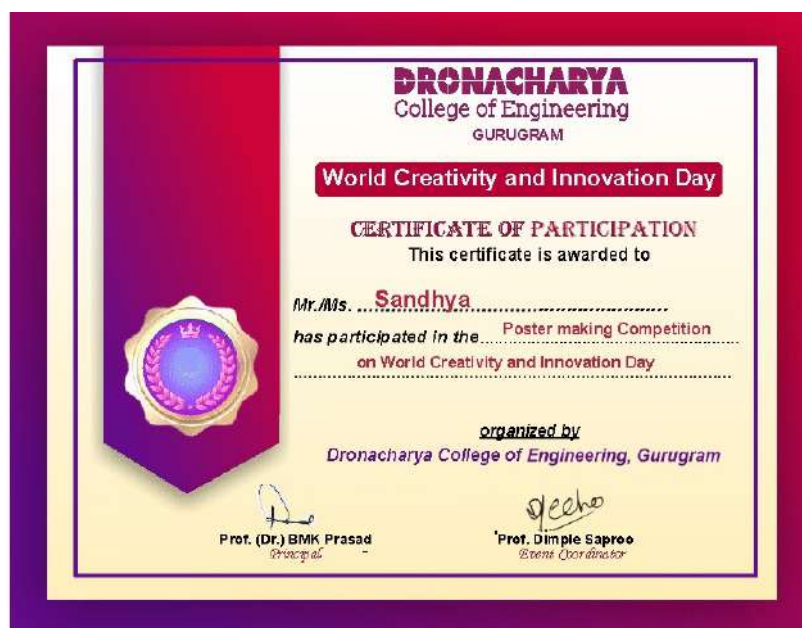 DRONACHARYA
College of Engineering
GURUGRAM
World Creativity and Innovation Day
CERTIFICATE OF PARTICIPATION
This certificate is awarded to
Mr./Ms. Sandhya
has participated in the Poster making Competition
on World Creativity and Innovation Day
organized by
Dronacharya College of Engineering, Gurugram
Prof. (Dr.) BMK Prasad
Principal
Prof. Dimple Saproo
Event Coordinator